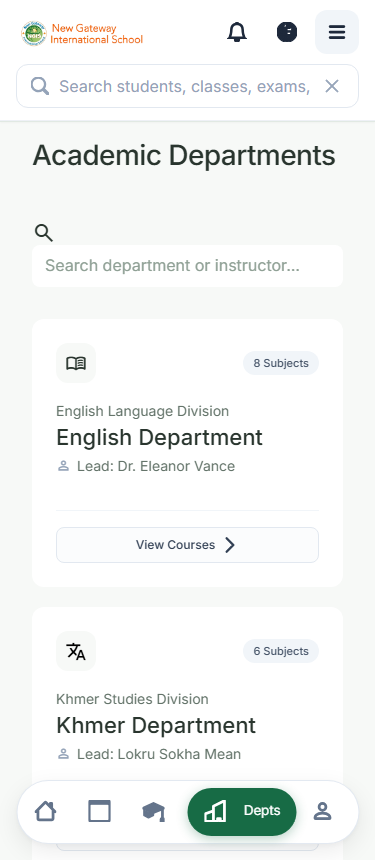 New Gateway
International School
Search students, classes, exams,
Academic Departments
Search department or instructor...
8 Subjects
English Language Division
English Department
Lead: Dr. Eleanor Vance
View Courses
6 Subjects
Khmer Studies Division
Khmer Department
Lead: Lokru Sokha Mean
Depts